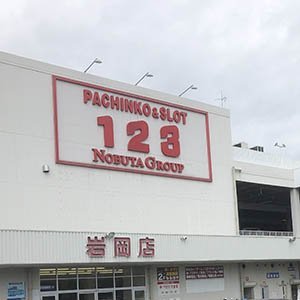 PACHINKO&SLOT
123
NOBUTA GROUP
岩岡店